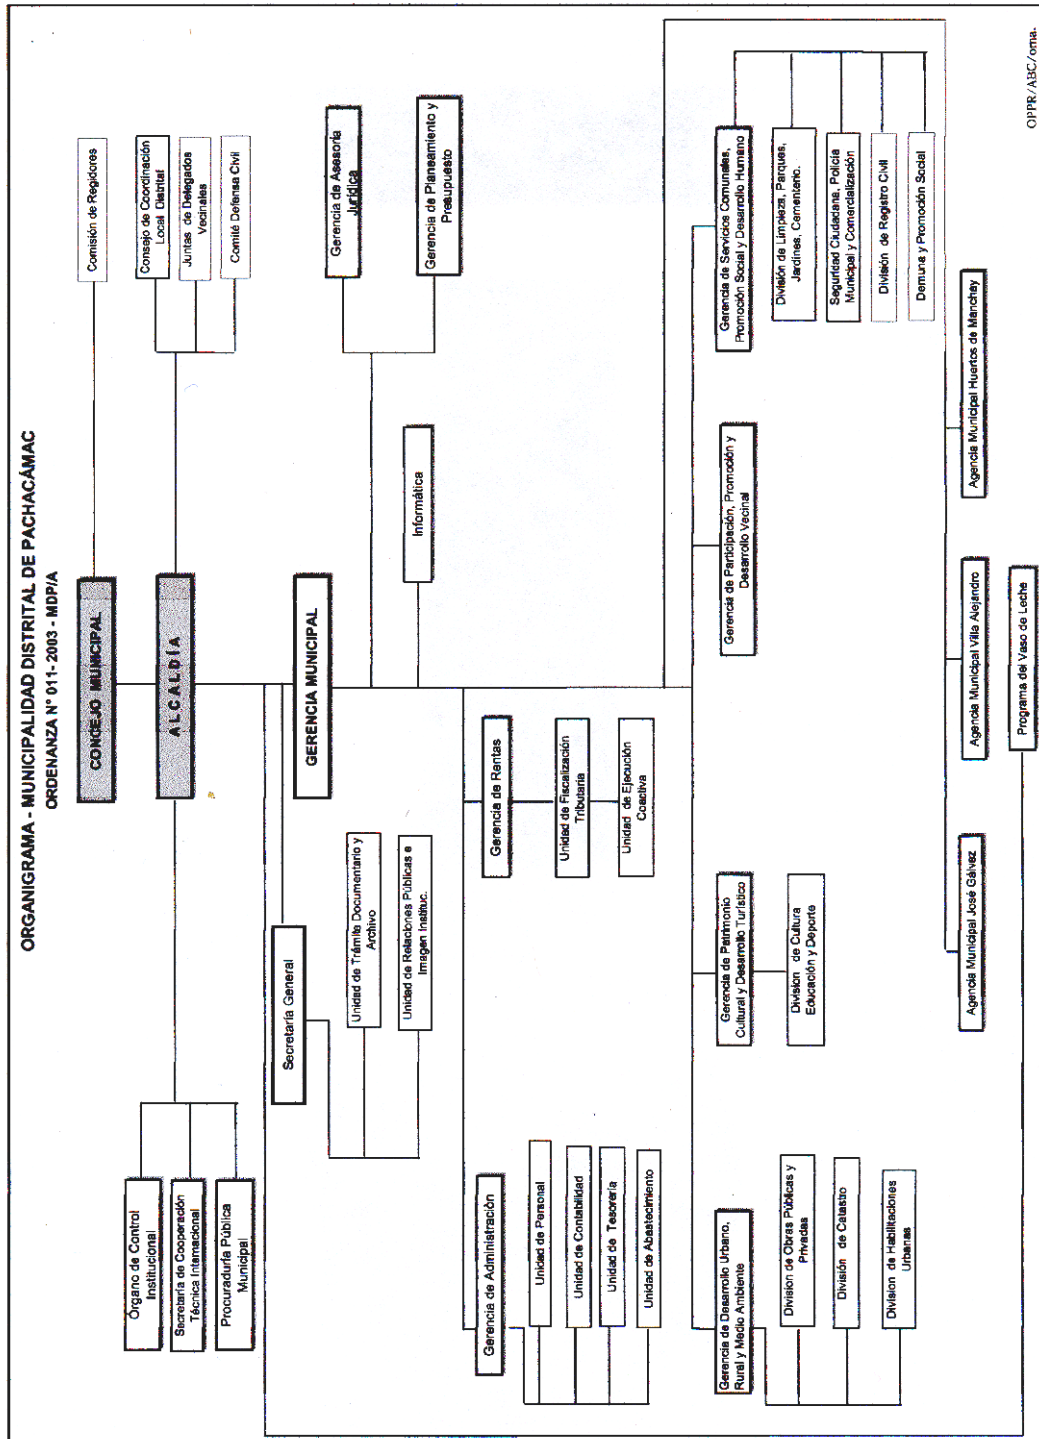 ORGANIGRAMA - MUNICIPALIDAD DISTRITAL DE PACHACÁMAC
ORDENANZA N° 011- 2003 - MDP/A
CONCEJO MUNICIPAL
Comisión de Regidores
ALCALDÍA
Órgano de Control
Institucional
Secretaría de Cooperación
Técnica Internacional
Procuraduría Pública
Municipal
Consejo de Coordinación
Local Distrital
Juntas de Delegados
Vecinales
Comité Defensa Civil
Secretaría General
Unidad de Trámite Documentario y
Archivo
Unidad de Relaciones Públicas e
Imagen Instituc.
GERENCIA MUNICIPAL
Gerencia de Asesoría
Jurídica
Gerencia de Planeamiento y
Presupuesto
Informática
Gerencia de Administración
Unidad de Personal
Unidad de Contabilidad
Unidad de Tesorería
Unidad de Abastecimiento
Gerencia de Rentas
Unidad de Fiscalización
Tributaria
Unidad de Ejecución
Coactiva
Gerencia de Desarrollo Urbano,
Rural y Medio Ambiente
Division de Obras Públicas y
Privadas
División de Catastro
Division de Habilitaciones
Urbanas
Gerencia de Patrimonio
Cultural y Desarrollo Turístico
Division de Cultura
Educación y Deporte
Gerencia de Participación, Promoción y
Desarrollo Vecinal
Gerencia de Servicios Comunales,
Promoción Social y Desarrollo Humano
División de Limpieza, Parques,
Jardines, Cementerio.
Seguridad Ciudadana, Policía
Municipal y Comercialización
División de Registro Civil
Demuna y Promoción Social
Agencia Municipal José Gálvez
Agencia Municipal Villa Alejandro
Agencia Municipal Huertos de Manchay
Programa del Vaso de Leche
OPPR/ABC/oma.